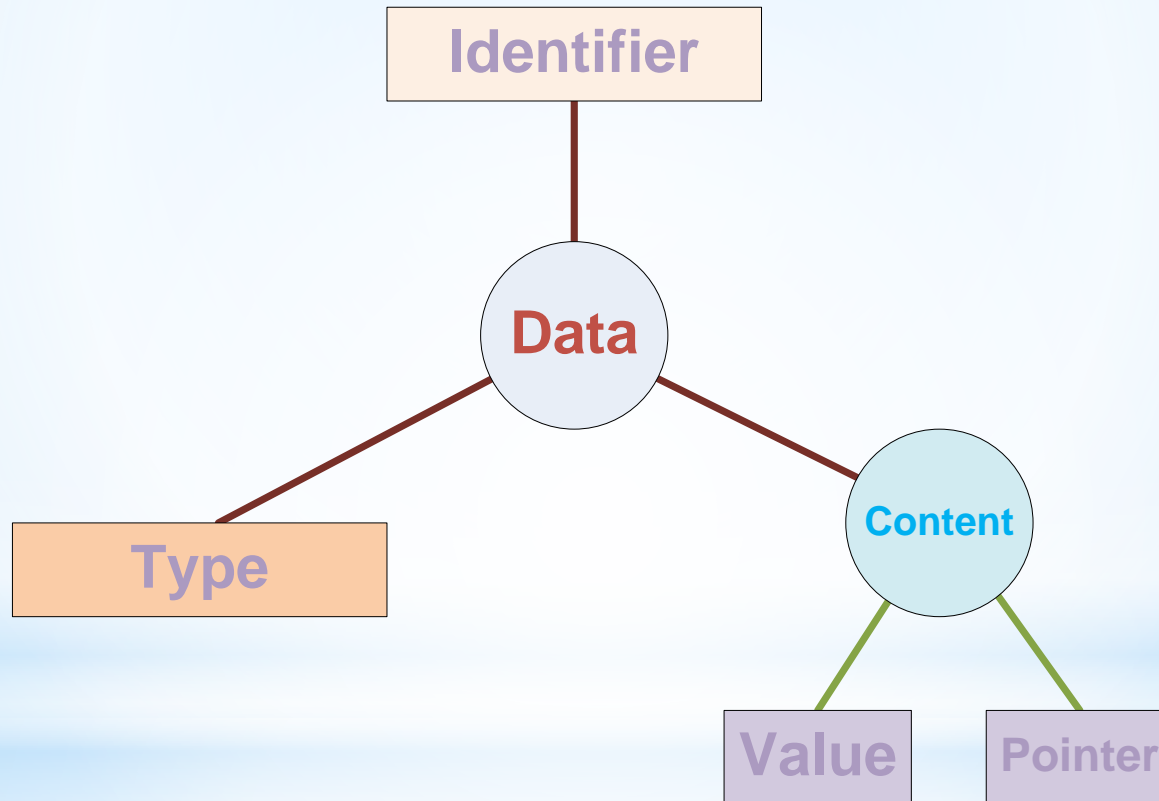 Identifier
Data
Content
Type
Value
Pointer